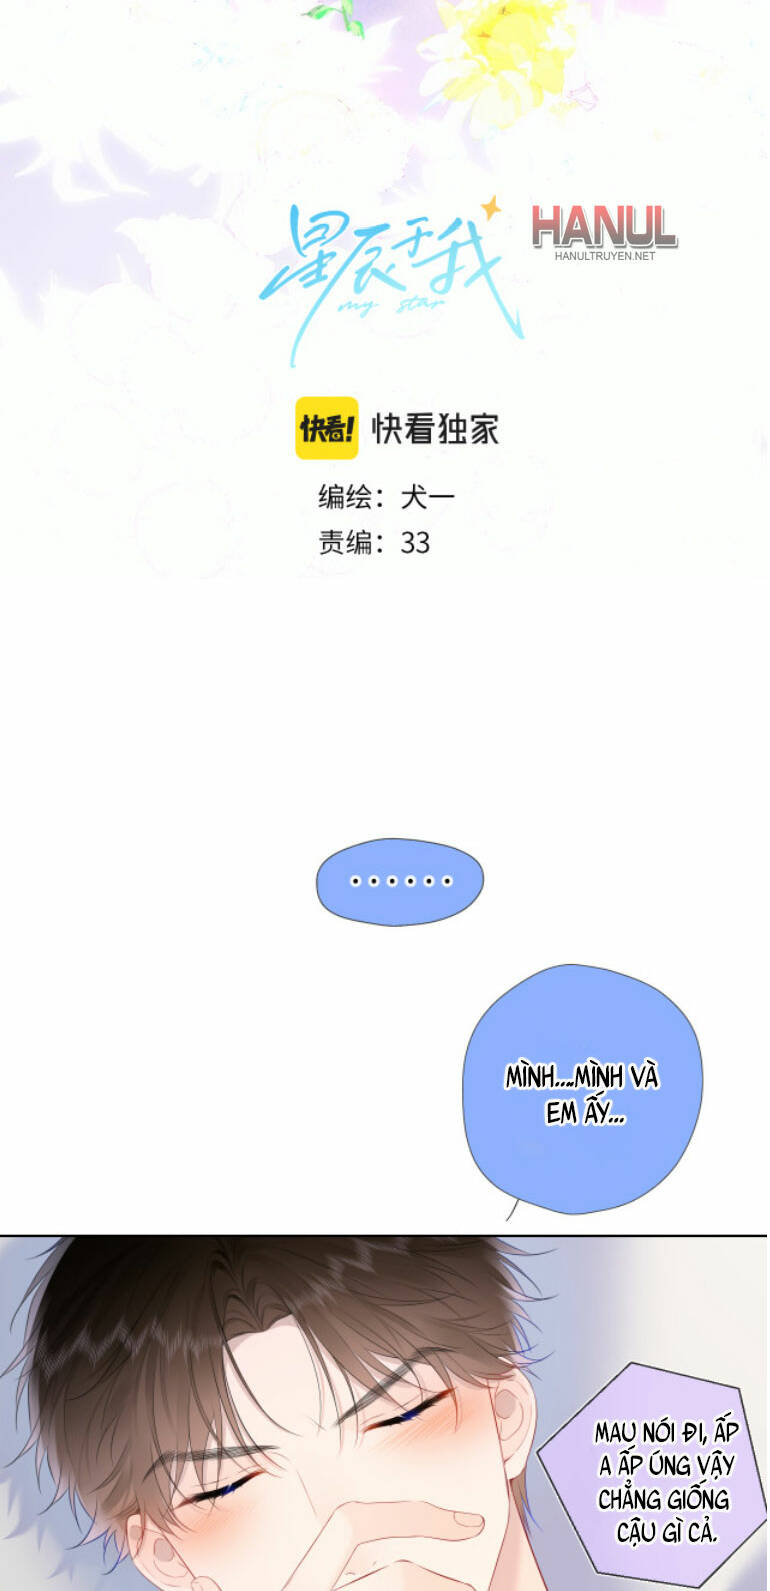 星辰于我
my star
HANUL
HANULTRUYEN.NET
快看! 快看独家
编绘：犬一
责编：33
......
MÌNH....MÌNH VÀ
EM ẤY...
MAU NÓI ĐI, ẤP
A ẤP ÚNG VẬY
CHẲNG GIỐNG
CẬU GÌ CẢ.